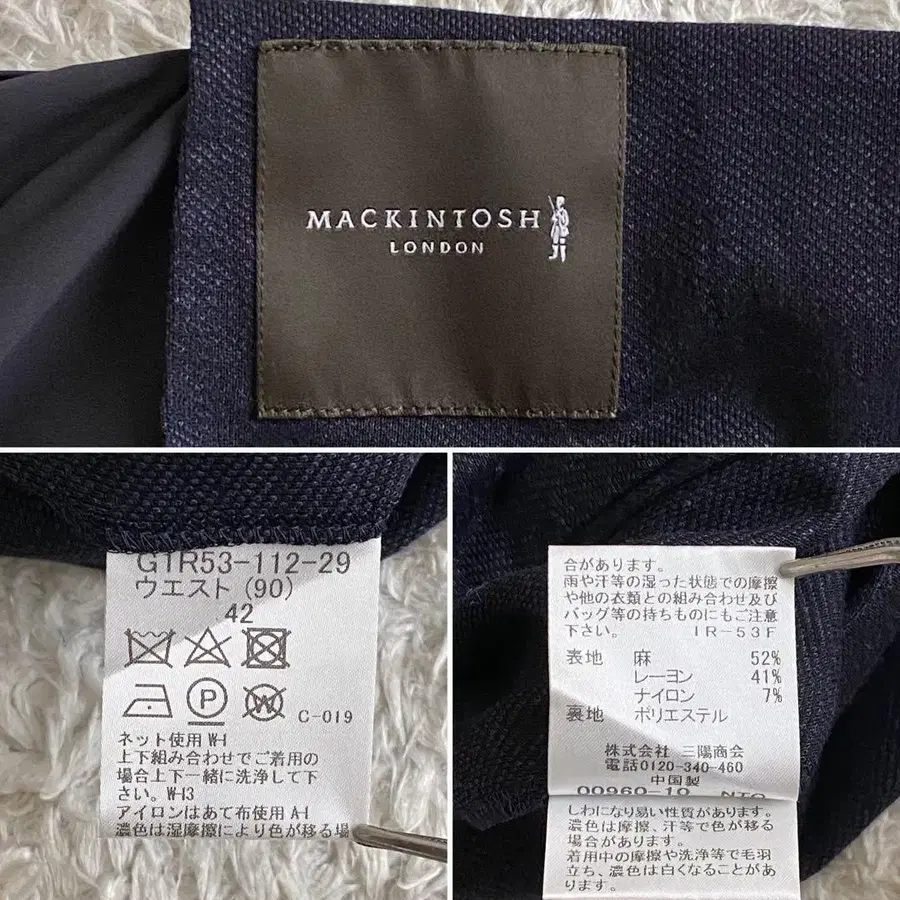 MACKINTOSH
LONDON
GTR53-112-29
ウエスト (90)
42
P
W
C-019
ネット使用 W-1
上下組み合わせでご着用の
場合上下一緒に洗浄して下
さい。W-13
アイロンはあて布使用 A-1
濃色は湿摩擦により色が移る場
合があります。
雨や汗等の湿った状態での摩擦
や他の衣類との組み合わせ及び
バッグ等の持ちものにもご注意
下さい。 IR-53F
表地 麻 52%
レーヨン 41%
ナイロン 7%
裏地 ポリエステル
株式会社 三陽商会
電話0120-340-460
中国製
00960-10 NTO
しわになり易い性質があります。
濃色は摩擦、汗等で色が移る
場合があります。
着用中の摩擦や洗浄等で毛羽
立ち、濃色は白くなることがあ
ります。